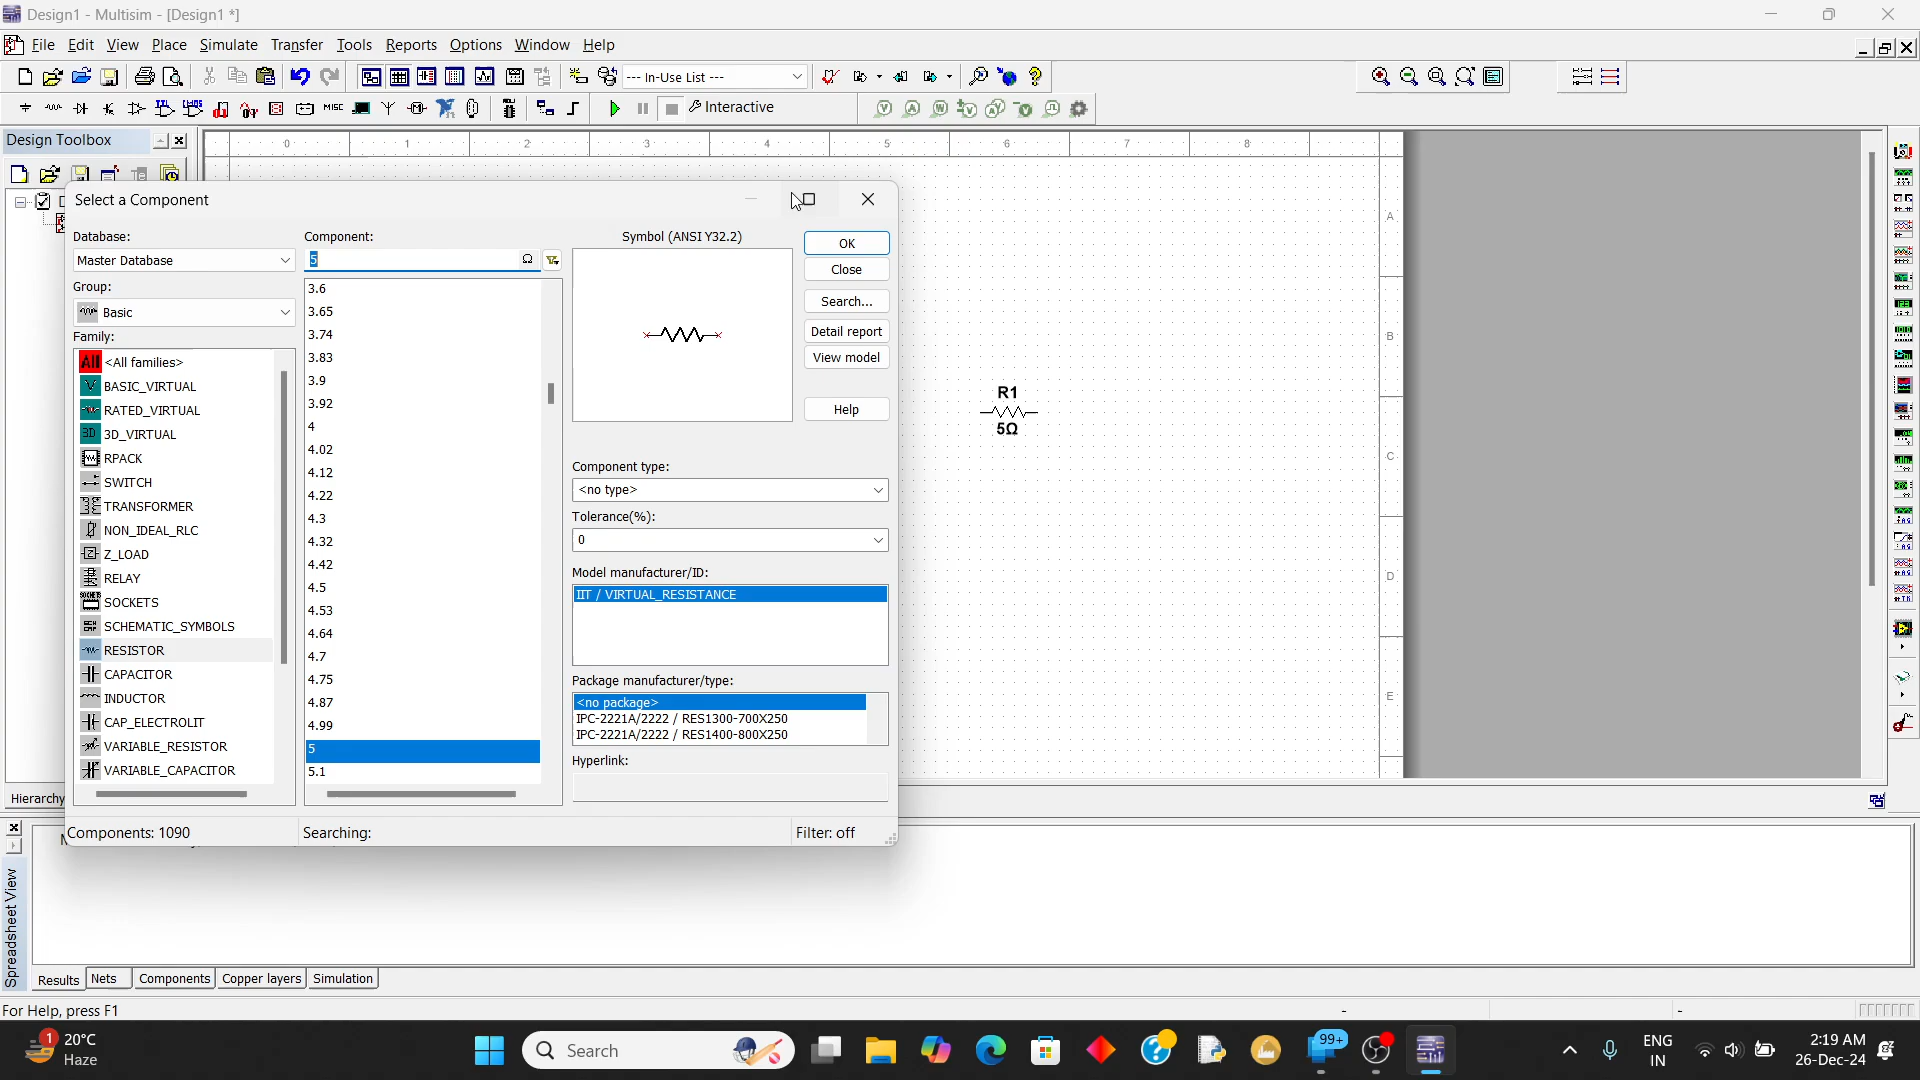 Design1 - Multisim - [Design1 *]
File Edit View Place Simulate Transfer Tools Reports Options Window Help
--- In-Use List ---
MISC Interactive
Design Toolbox
0 1 2 3 4 5 6 7 8
Select a Component
Database:
Master Database
Group:
Basic
Family:
All <All families>
BASIC_VIRTUAL
RATED_VIRTUAL
3D 3D_VIRTUAL
RPACK
SWITCH
TRANSFORMER
NON_IDEAL_RLC
Z_LOAD
RELAY
SOCKETS
SCHEMATIC_SYMBOLS
RESISTOR
CAPACITOR
INDUCTOR
CAP_ELECTROLIT
VARIABLE_RESISTOR
VARIABLE_CAPACITOR
Component:
5 Ω
3.6
3.65
3.74
3.83
3.9
3.92
4
4.02
4.12
4.22
4.3
4.32
4.42
4.5
4.53
4.64
4.7
4.75
4.87
4.99
5
5.1
Symbol (ANSI Y32.2)
OK
Close
Search...
Detail report
View model
Help
Component type:
<no type>
Tolerance(%):
0
Model manufacturer/ID:
IIT / VIRTUAL_RESISTANCE
Package manufacturer/type:
<no package>
IPC-2221A/2222 / RES1300-700X250
IPC-2221A/2222 / RES1400-800X250
Hyperlink:
Components: 1090 Searching: Filter: off
R1
5Ω
A
B
C
D
E
Hierarchy
Spreadsheet View
Results Nets Components Copper layers Simulation
For Help, press F1 - -
1 20°C
Haze
Search
99+
ENG
IN
2:19 AM
26-Dec-24